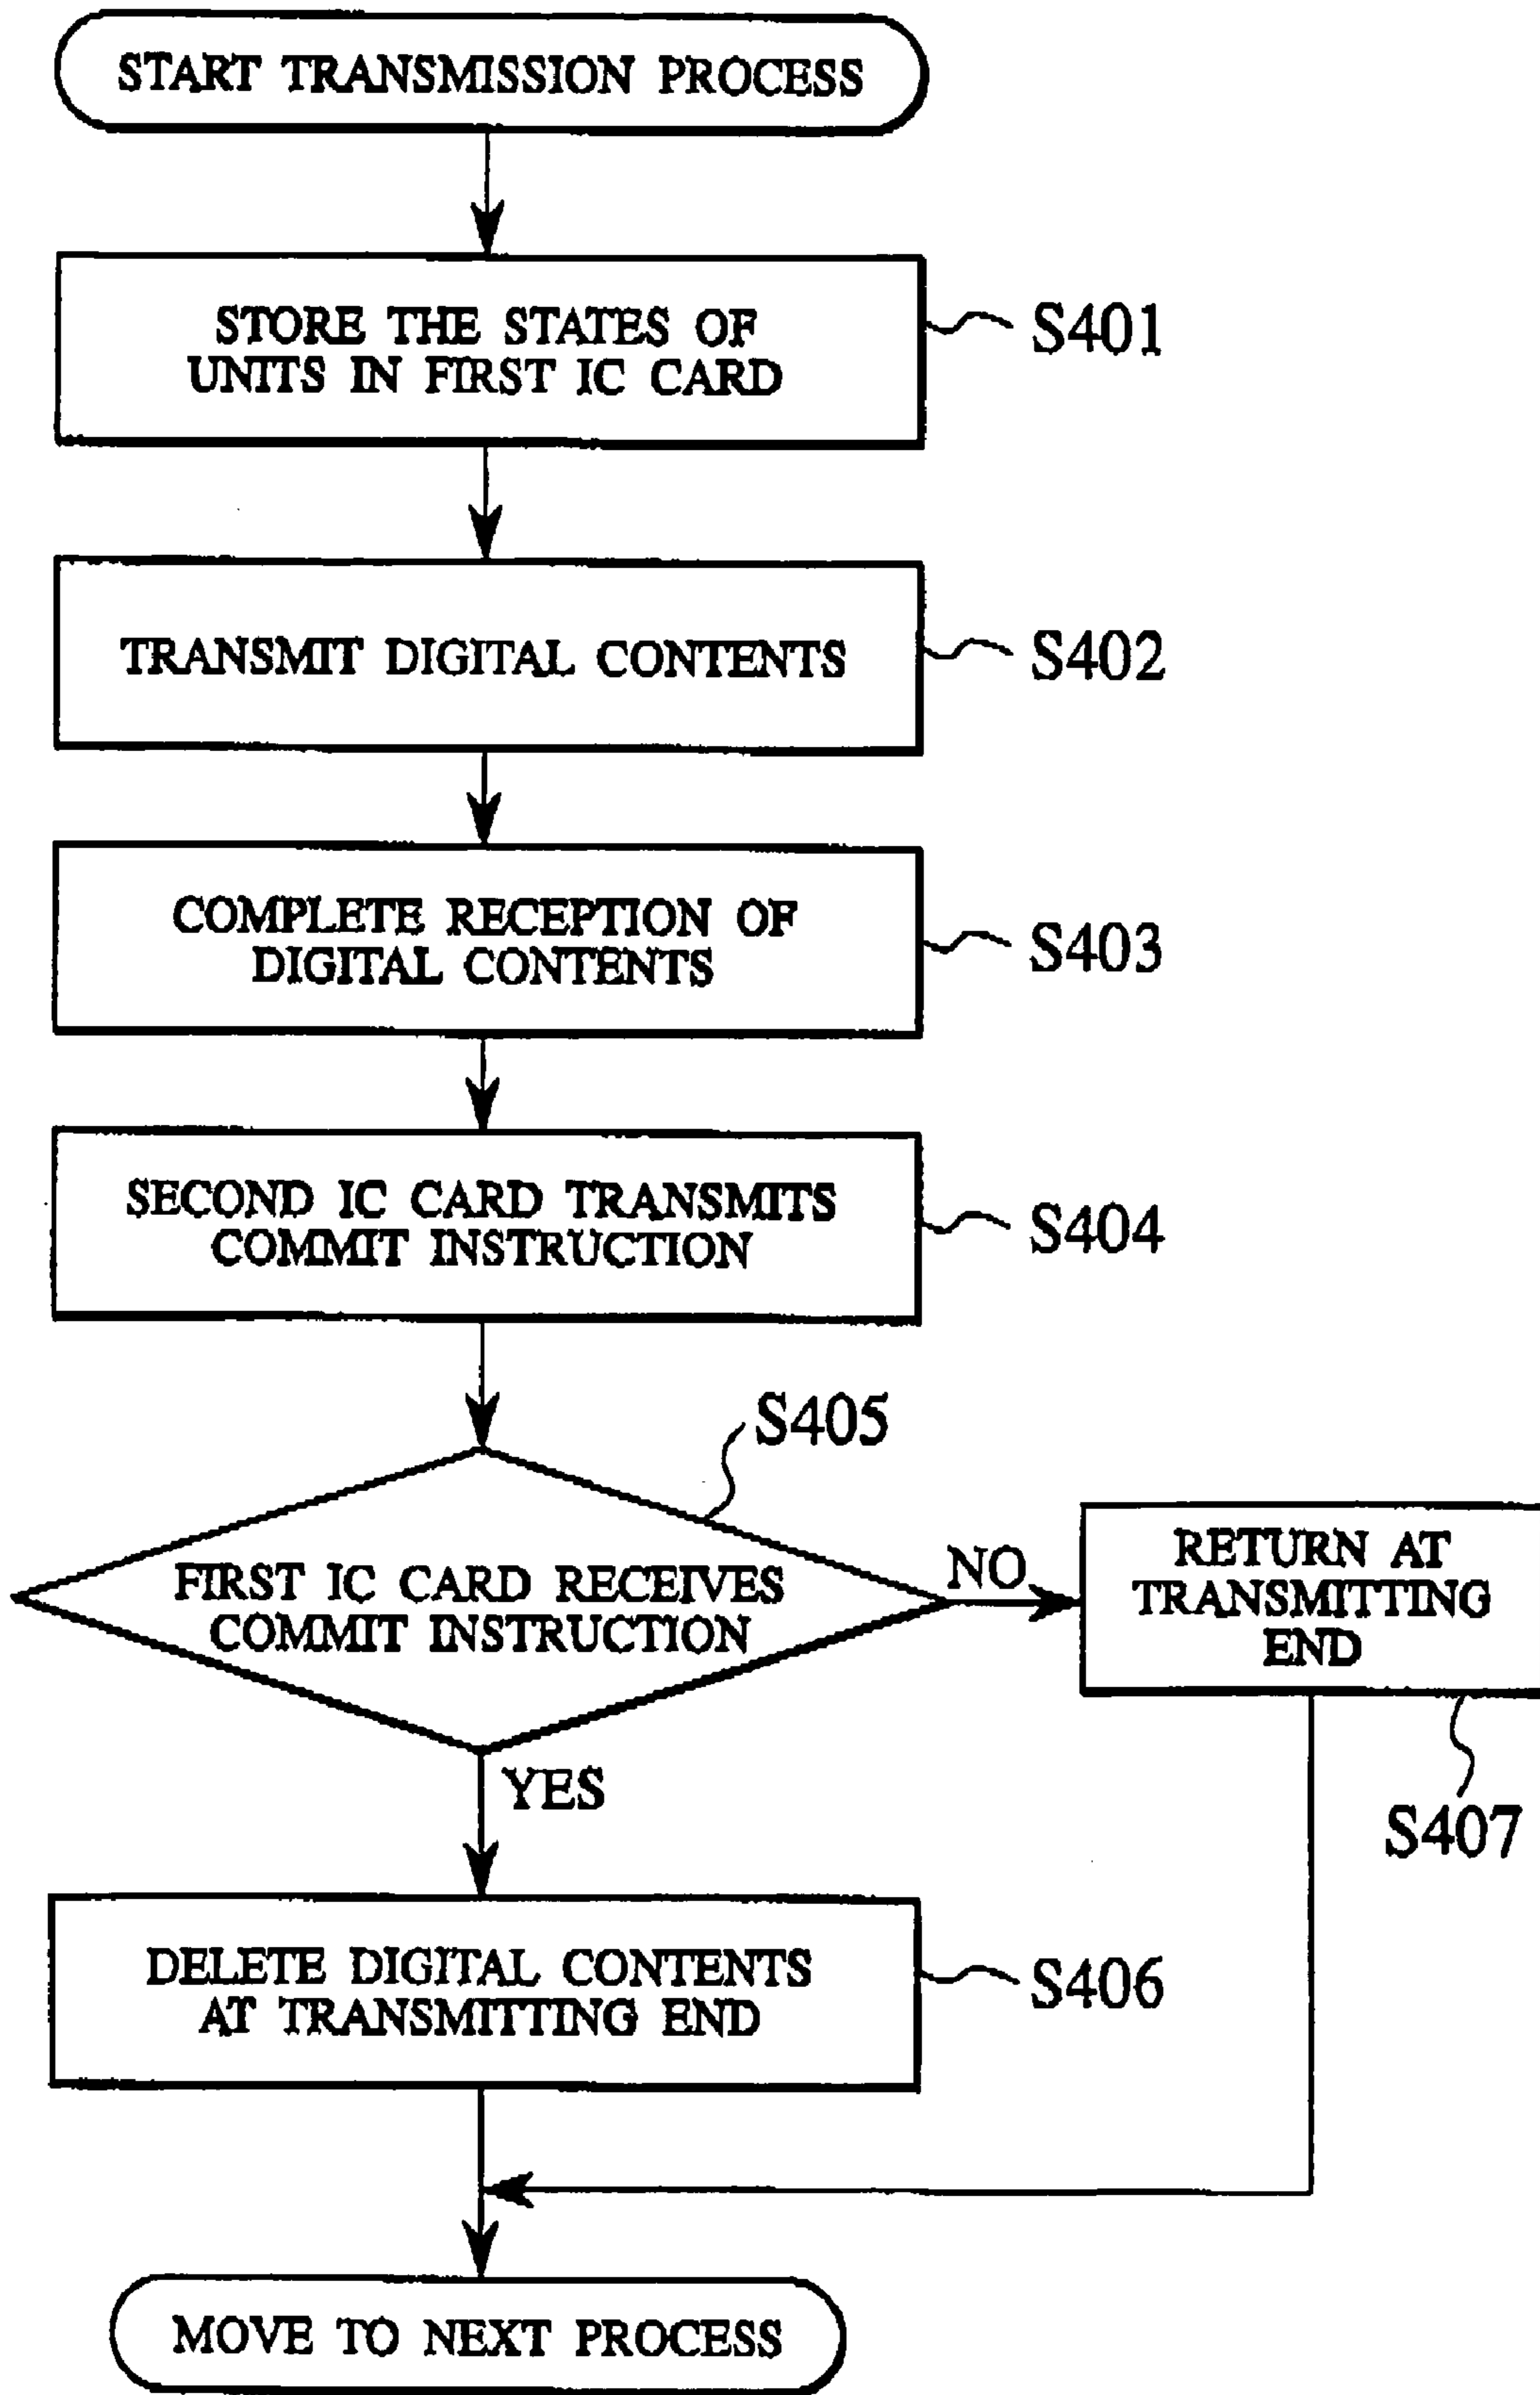 START TRANSMISSION PROCESS
STORE THE STATES OF
UNITS IN FIRST IC CARD
S401
TRANSMIT DIGITAL CONTENTS
S402
COMPLETE RECEPTION OF
DIGITAL CONTENTS
S403
SECOND IC CARD TRANSMITS
COMMIT INSTRUCTION
S404
S405
FIRST IC CARD RECEIVES
COMMIT INSTRUCTION
NO
RETURN AT
TRANSMITTING
END
S407
YES
DELETE DIGITAL CONTENTS
AT TRANSMITTING END
S406
MOVE TO NEXT PROCESS